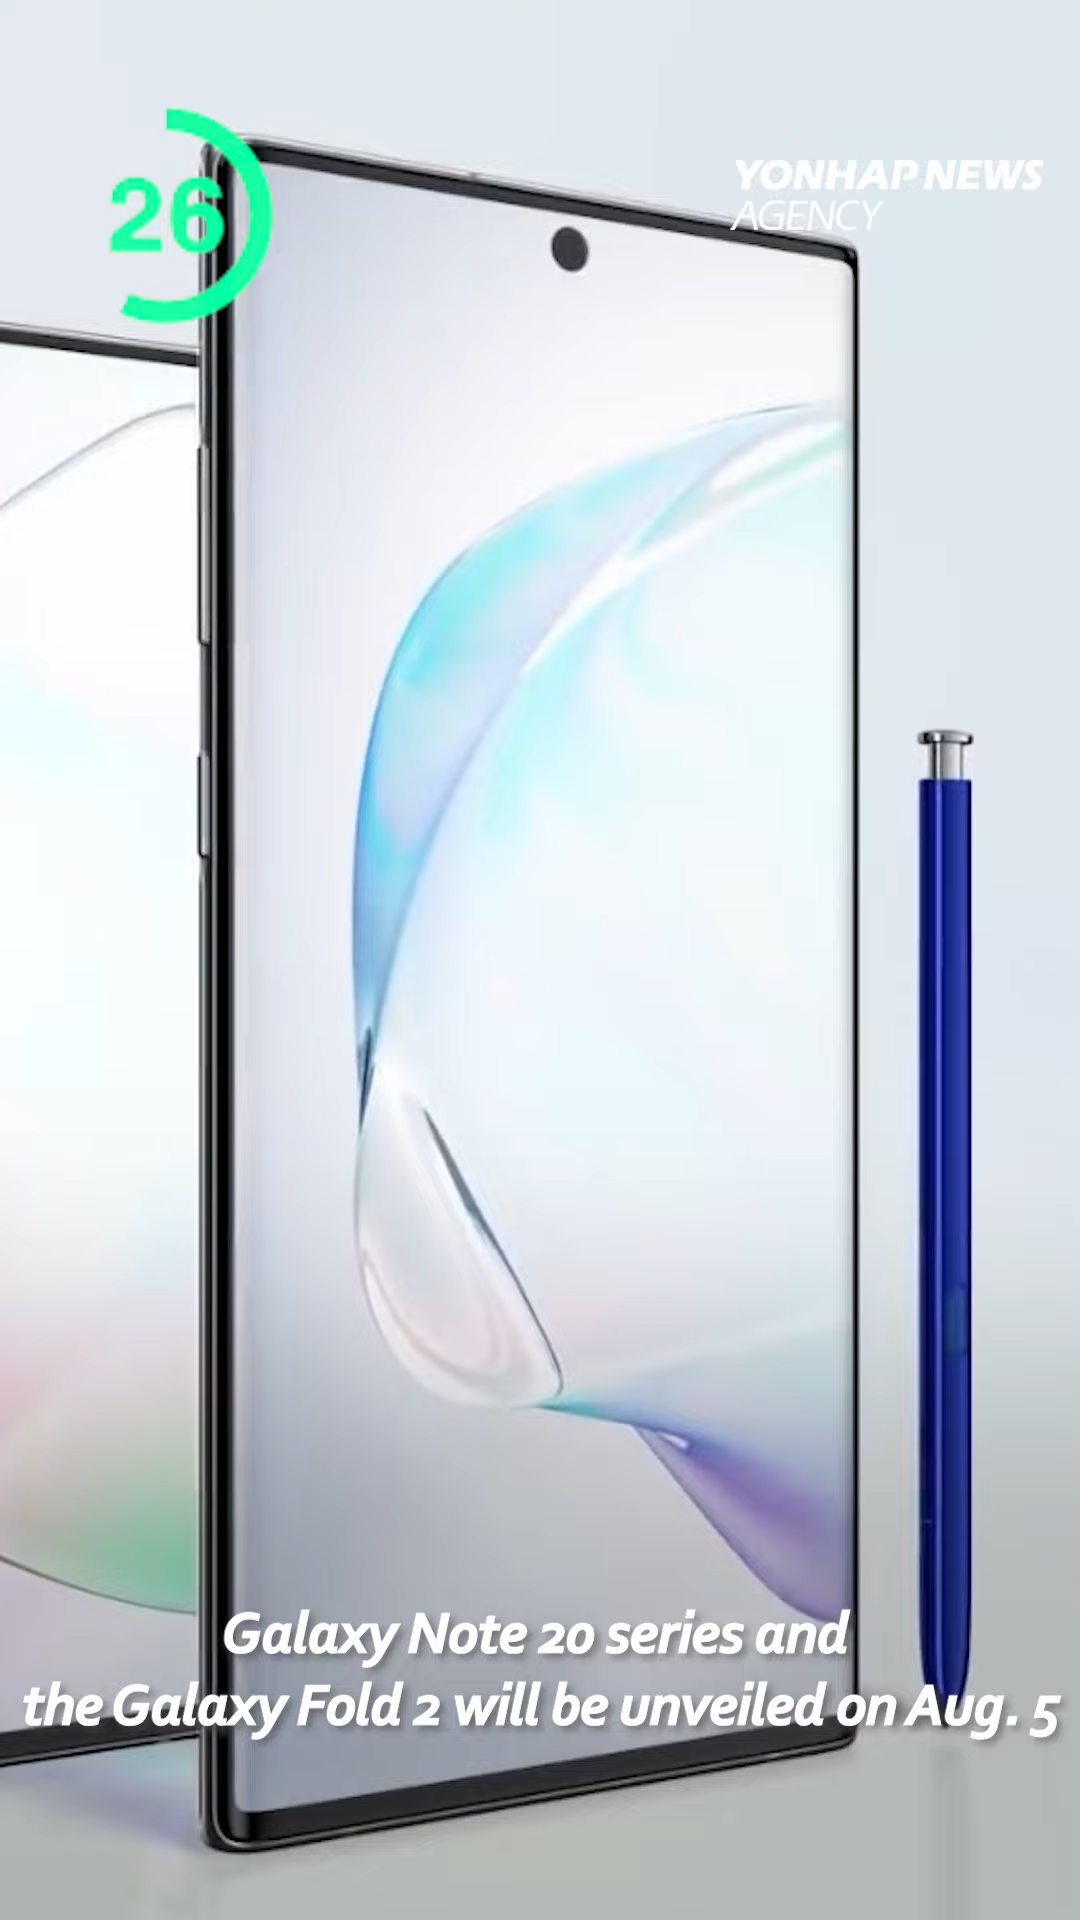 26
YONHAP NEWS
AGENCY
Galaxy Note 20 series and
the Galaxy Fold 2 will be unveiled on Aug. 5